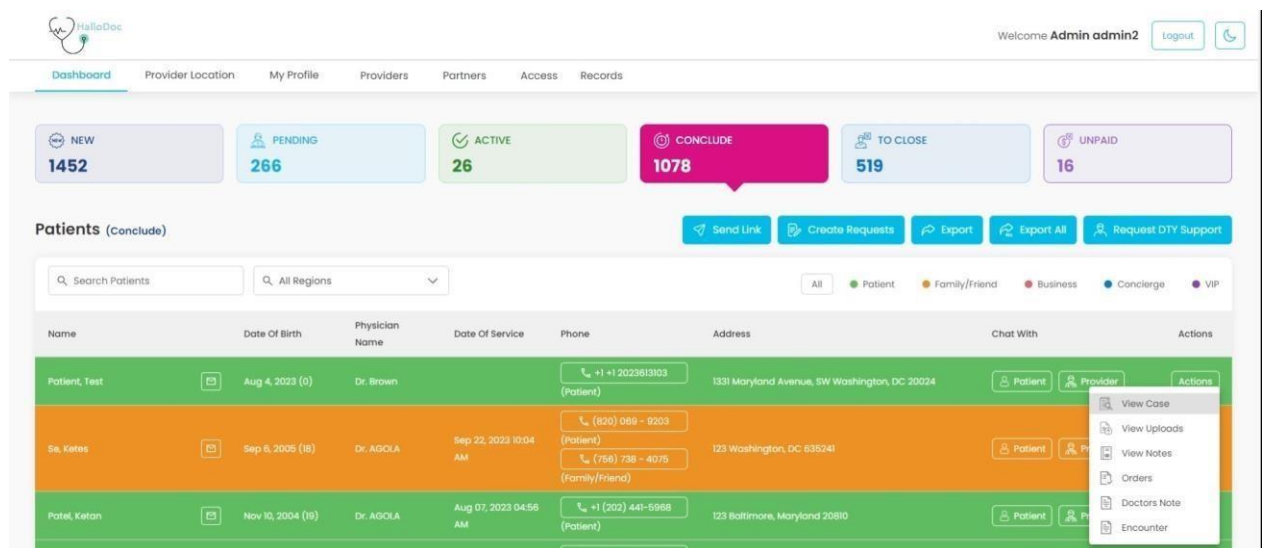 HalloDoc
Welcome Admin admin2 Logout
Dashboard Provider Location My Profile Providers Partners Access Records
NEW PENDING ACTIVE CONCLUDE TO CLOSE UNPAID
1452 266 26 1078 519 16
Patients (Conclude) Send Link Create Requests Export Export All Request DTY Support
Search Patients All Regions All Patient Family/Friend Business Concierge VIP
Name Date Of Birth Physician Name Date Of Service Phone Address Chat With Actions
Patient, Test Aug 4, 2023 (0) Dr. Brown +1 +1 2023613103 (Patient) 1331 Maryland Avenue, SW Washington, DC 20024 Patient Provider Actions
View Case
View Uploads
View Notes
Orders
Doctors Note
Encounter
Se, Ketes Sep 6, 2005 (18) Dr. AGOLA Sep 22, 2023 10:04 AM (820) 069 - 9203 (Patient) (756) 738 - 4075 (Family/Friend) 123 Washington, DC 635241 Patient
Patel, Ketan Nov 10, 2004 (19) Dr. AGOLA Aug 07, 2023 04:56 AM +1 (202) 441-5968 (Patient) 123 Baltimore, Maryland 20810 Patient